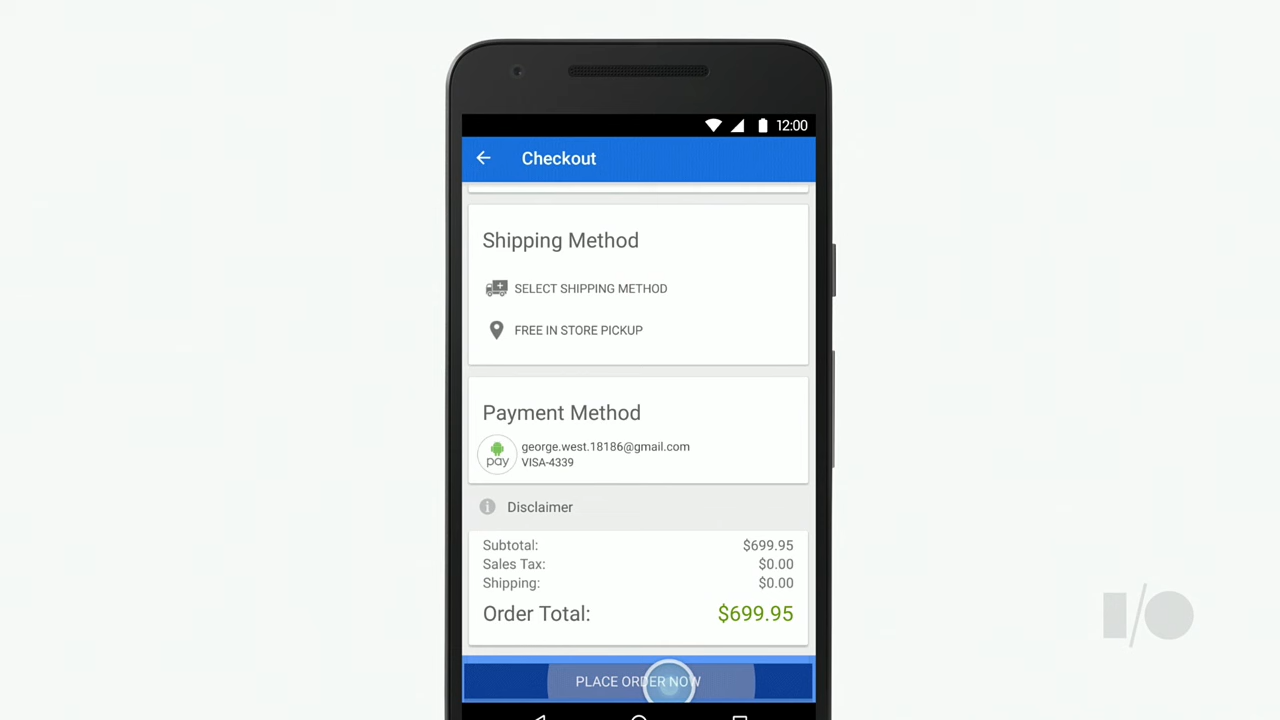 12:00
Checkout
Shipping Method
SELECT SHIPPING METHOD
FREE IN STORE PICKUP
Payment Method
pay
george.west.18186@gmail.com
VISA-4339
Disclaimer
Subtotal: $699.95
Sales Tax: $0.00
Shipping: $0.00
Order Total: $699.95
I/O
PLACE ORDER NOW